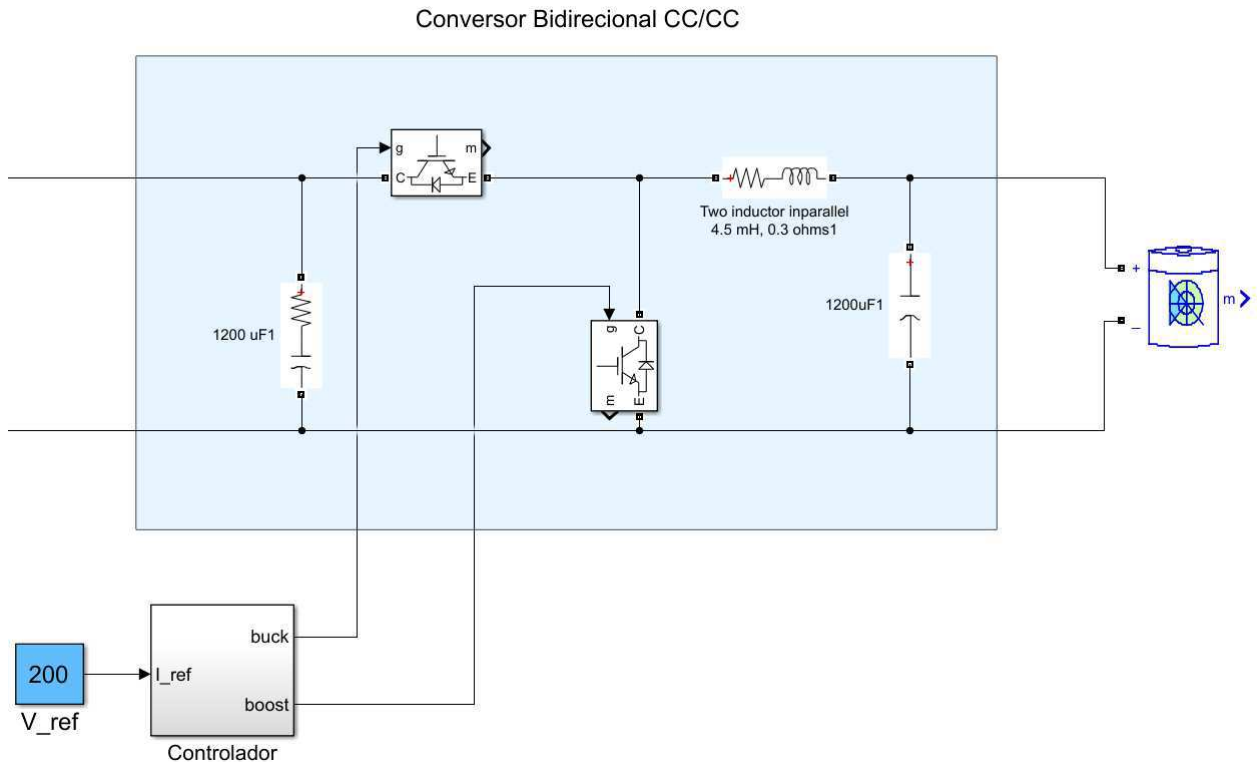 Conversor Bidirecional CC/CC
g
m
C
E
Two inductor inparallel
4.5 mH, 0.3 ohms1
+
1200 uF1
+
g
C
m
E
+
1200uF1
+
_
m
buck
200
I_ref
boost
V_ref
Controlador